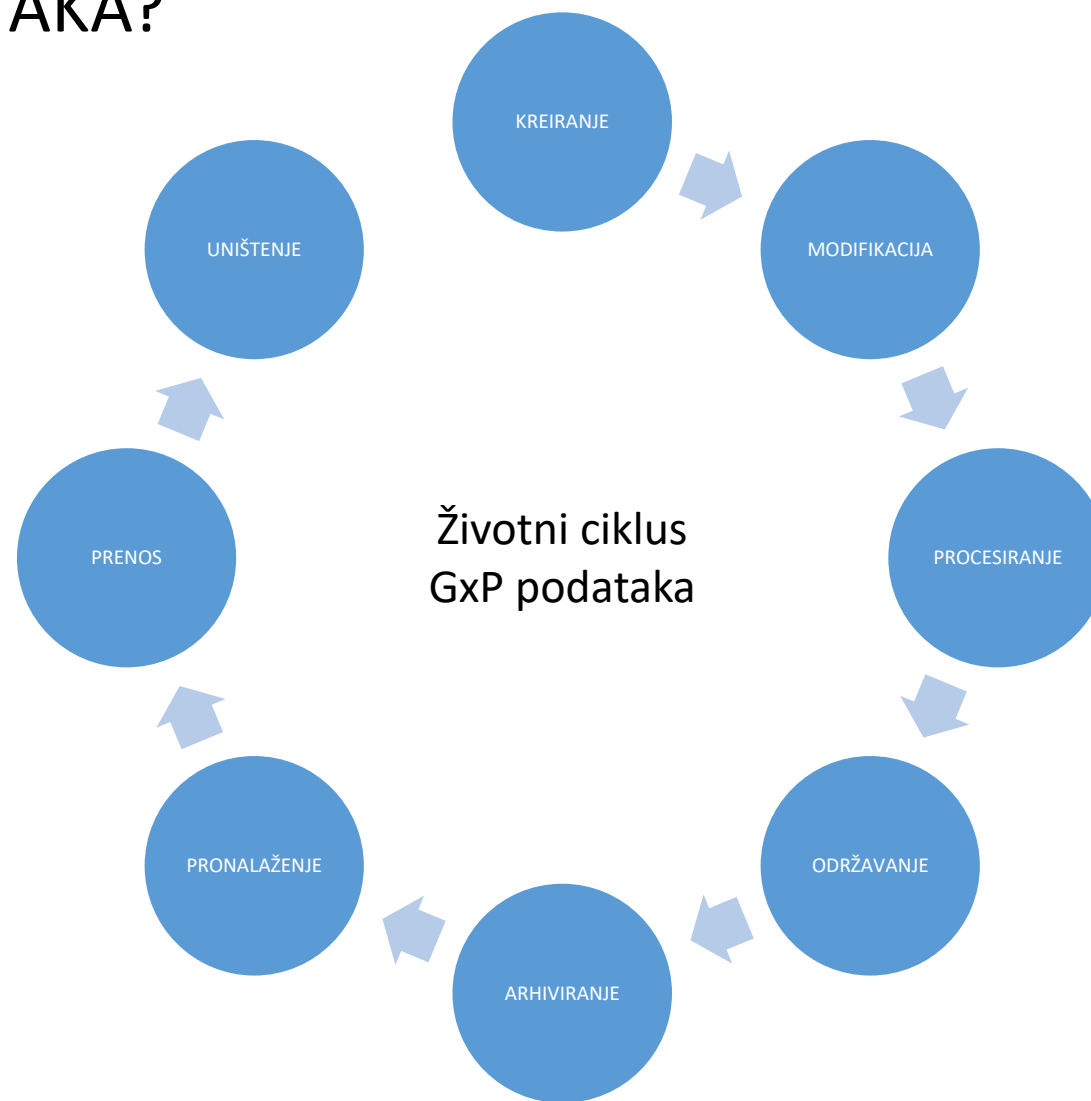 AKA?
KREIRANJE
MODIFIKACIJA
PROCESIRANJE
ODRŽAVANJE
ARHIVIRANJE
PRONALAŽENJE
PRENOS
UNIŠTENJE
Životni ciklus
GxP podataka